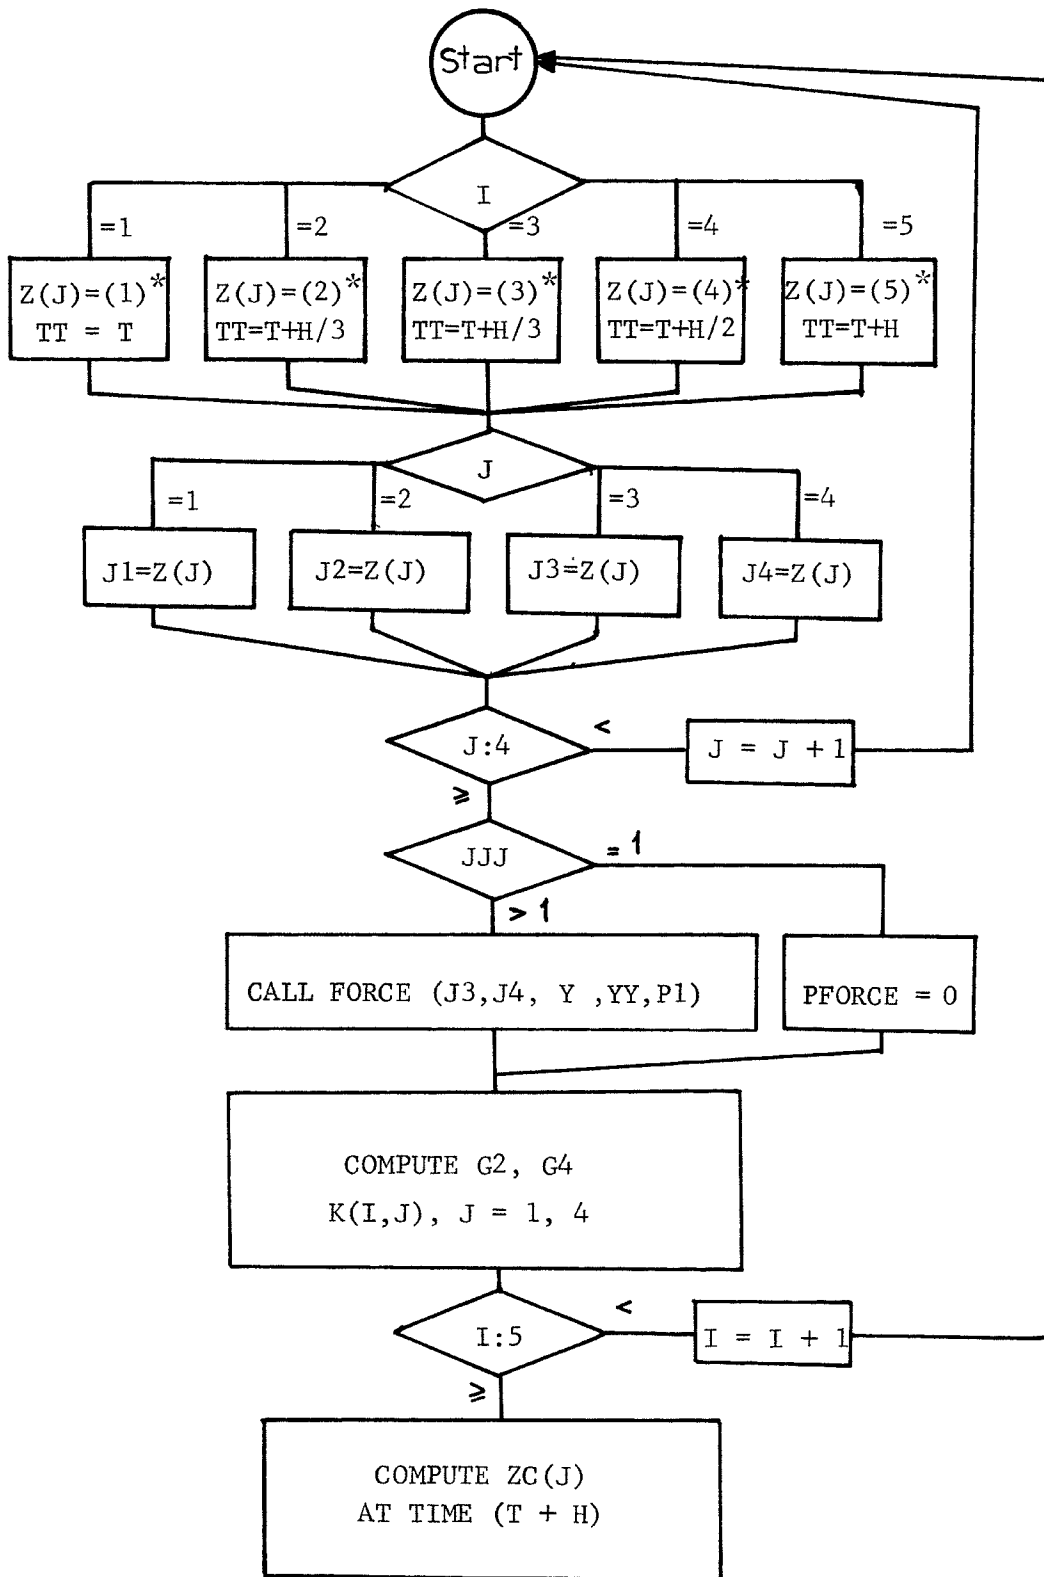 Start
I
=1
=2
=3
=4
=5
Z(J)=(1)*
TT = T
Z(J)=(2)*
TT=T+H/3
Z(J)=(3)*
TT=T+H/3
Z(J)=(4)*
TT=T+H/2
Z(J)=(5)*
TT=T+H
J
=1
=2
=3
=4
J1=Z(J)
J2=Z(J)
J3=Z(J)
J4=Z(J)
J:4
<
J = J + 1
≥
JJJ
= 1
> 1
CALL FORCE (J3,J4, Y ,YY,P1)
PFORCE = 0
COMPUTE G2, G4
K(I,J), J = 1, 4
I:5
<
I = I + 1
≥
COMPUTE ZC(J)
AT TIME (T + H)